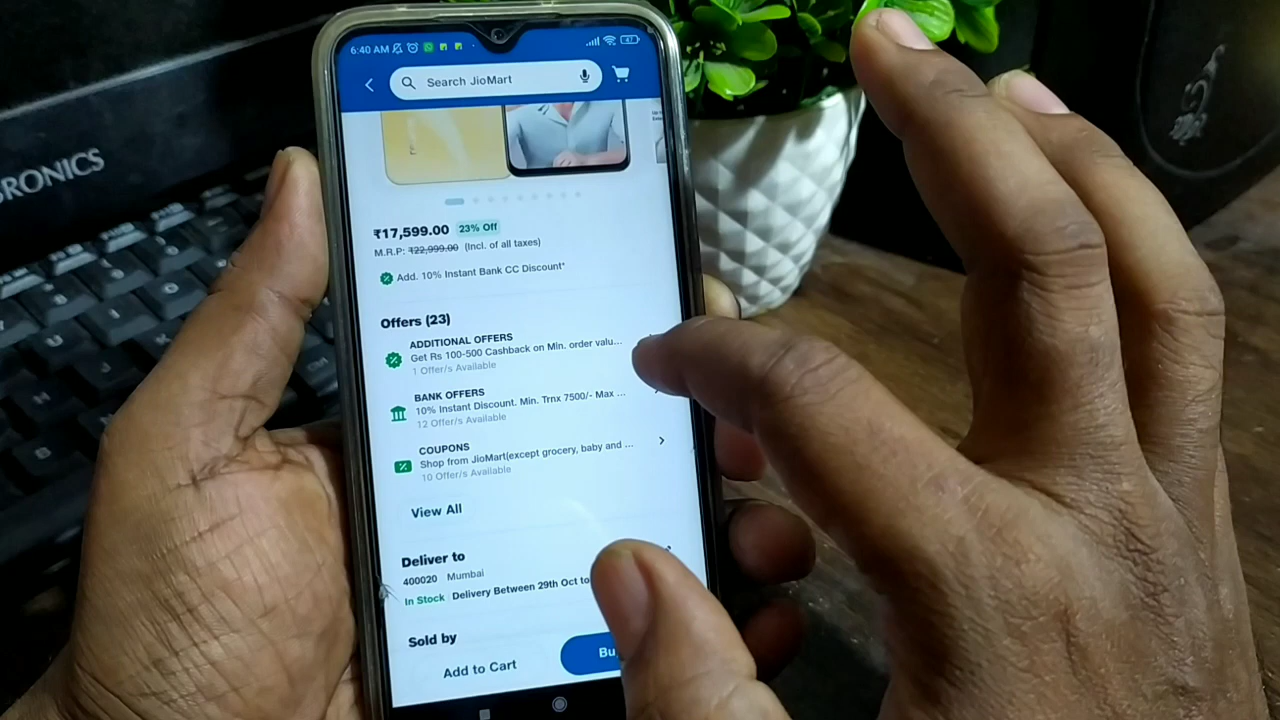 6:40 AM
47
Search JioMart
RONICS
₹17,599.00 23% Off
M.R.P: ₹22,999.00 (Incl. of all taxes)
Add. 10% Instant Bank CC Discount*
Offers (23)
ADDITIONAL OFFERS
Get Rs 100-500 Cashback on Min. order valu...
1 Offer/s Available
BANK OFFERS
10% Instant Discount. Min. Trnx 7500/- Max ...
12 Offer/s Available
COUPONS
Shop from JioMart(except grocery, baby and ...
10 Offer/s Available
View All
Deliver to
400020 Mumbai
In Stock Delivery Between 29th Oct to
Sold by
Add to Cart
Bu